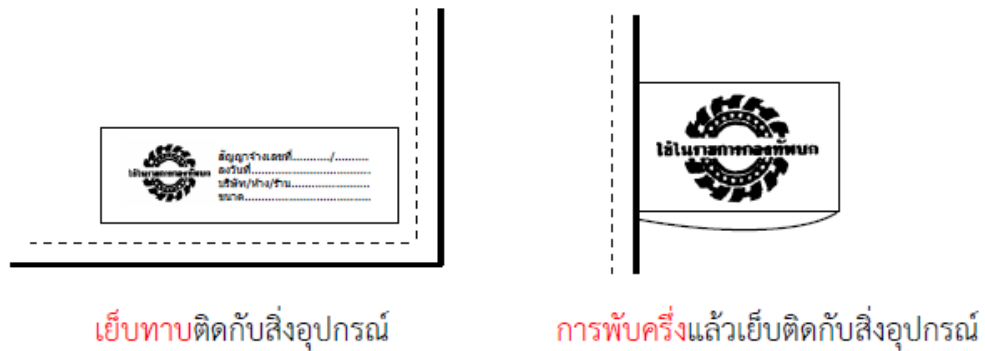 ใช้ในราชการกองทัพบก
สัญญาจ้างเลขที่.........../..........
ลงวันที่.....................................
บริษัท/ห้าง/ร้าน........................
ขนาด.......................................
ใช้ในราชการกองทัพบก
เย็บทาบติดกับสิ่งอุปกรณ์
การพับครึ่งแล้วเย็บติดกับสิ่งอุปกรณ์